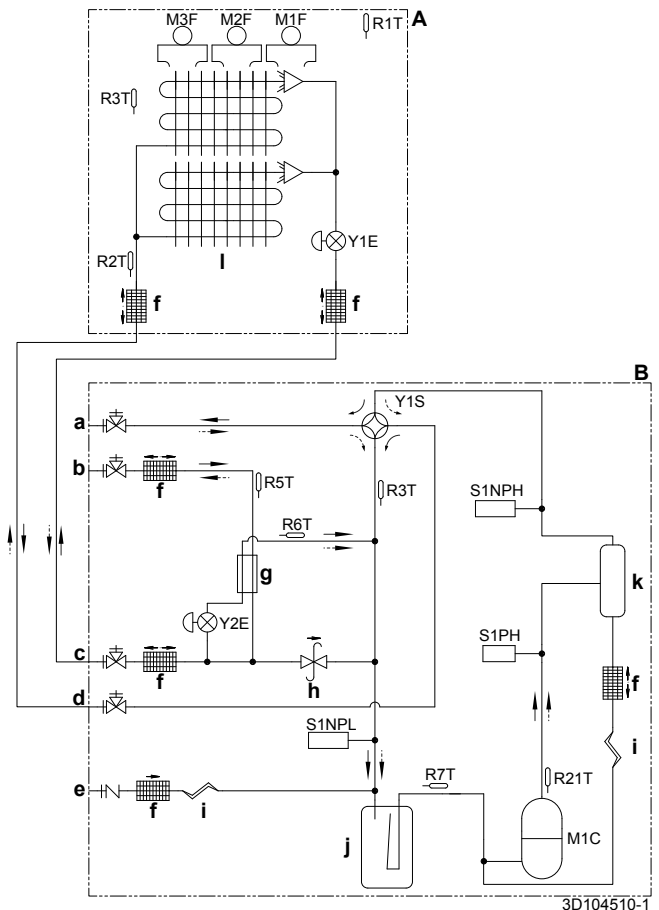 M3F M2F M1F
R1T
A
R3T
Y1E
R2T
l
f f
B
a
Y1S
b
f
R5T
R3T
S1NPH
R6T
g
k
Y2E
S1PH
c
f
h
f
d
S1NPL
i
e
f
i
R7T
R21T
j
M1C
3D104510-1